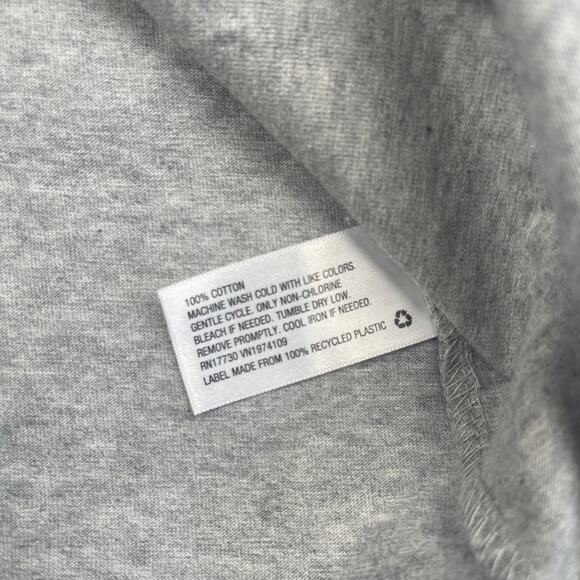 100% COTTON
MACHINE WASH COLD WITH LIKE COLORS.
GENTLE CYCLE. ONLY NON-CHLORINE
BLEACH IF NEEDED. TUMBLE DRY LOW.
REMOVE PROMPTLY. COOL IRON IF NEEDED.
RN17730 VN1974109
LABEL MADE FROM 100% RECYCLED PLASTIC